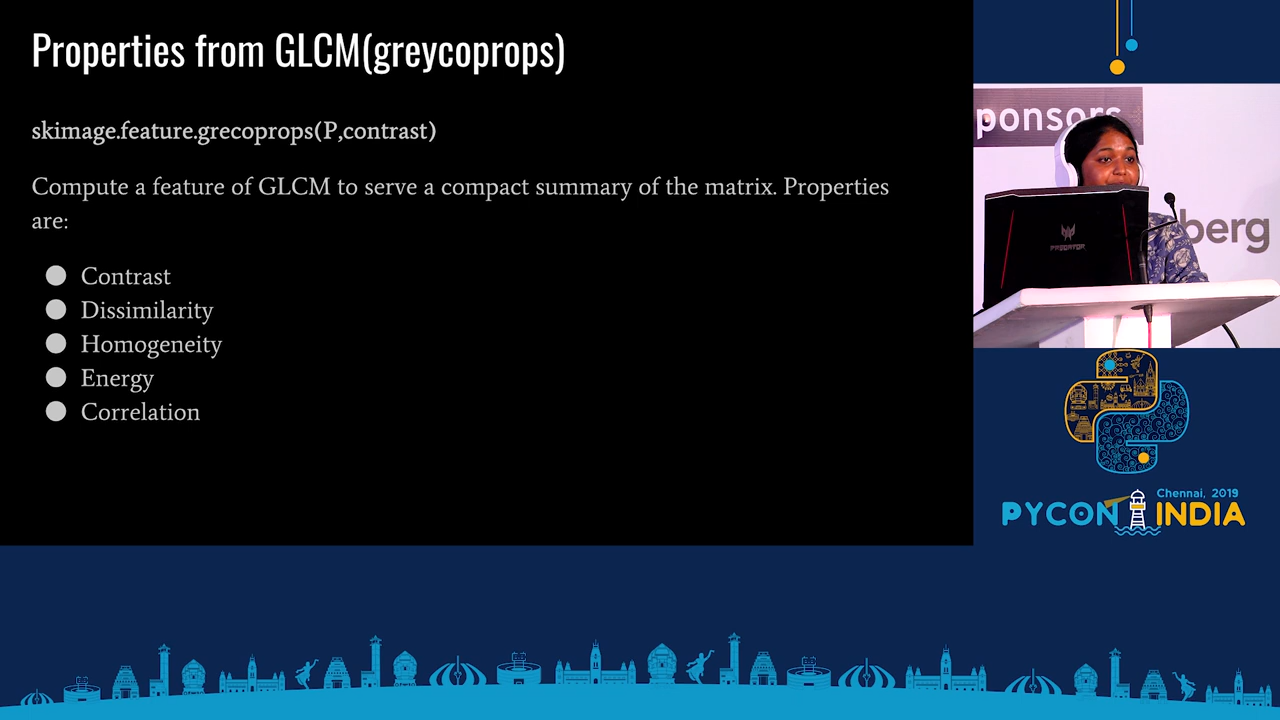 Properties from GLCM(greycoprops)
skimage.feature.grecoprops(P,contrast)
Compute a feature of GLCM to serve a compact summary of the matrix. Properties
are:
Contrast
Dissimilarity
Homogeneity
Energy
Correlation
ponsors
berg
PREDATOR
Chennai, 2019
PYCON INDIA